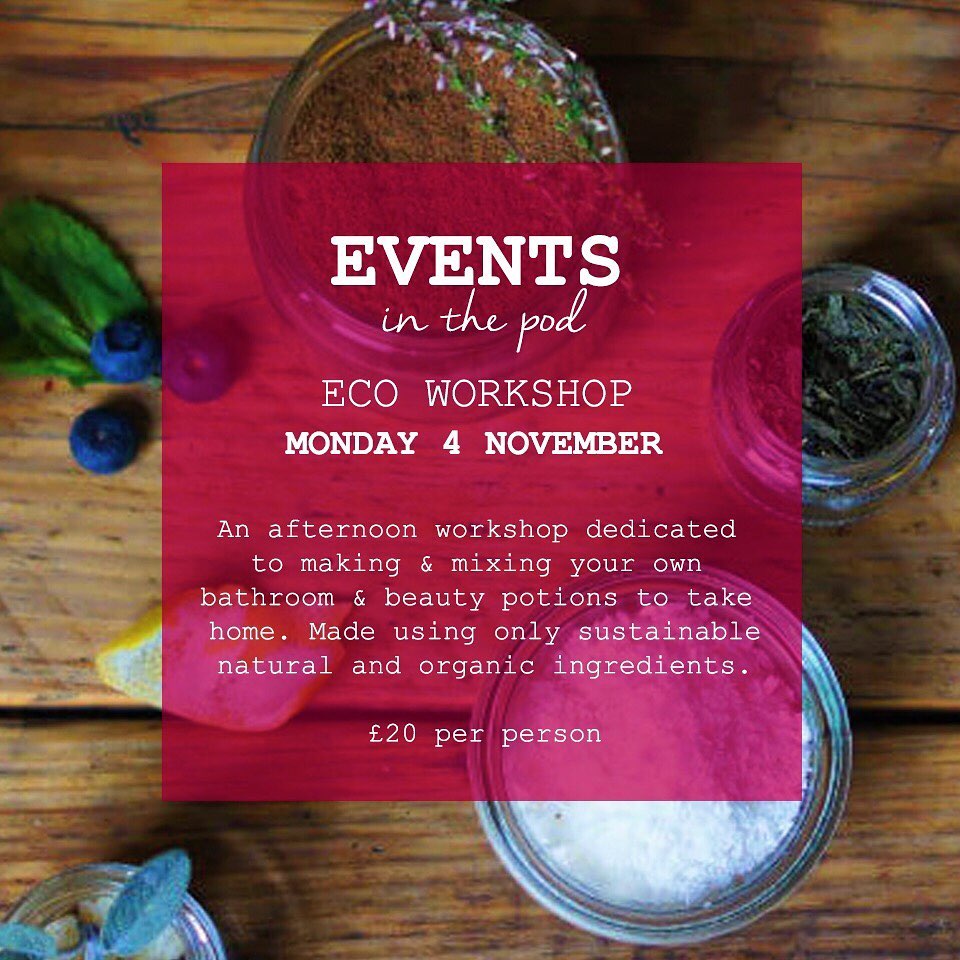 EVENTS
in the pod
ECO WORKSHOP
MONDAY 4 NOVEMBER
An afternoon workshop dedicated
to making & mixing your own
bathroom & beauty potions to take
home. Made using only sustainable
natural and organic ingredients.
£20 per person